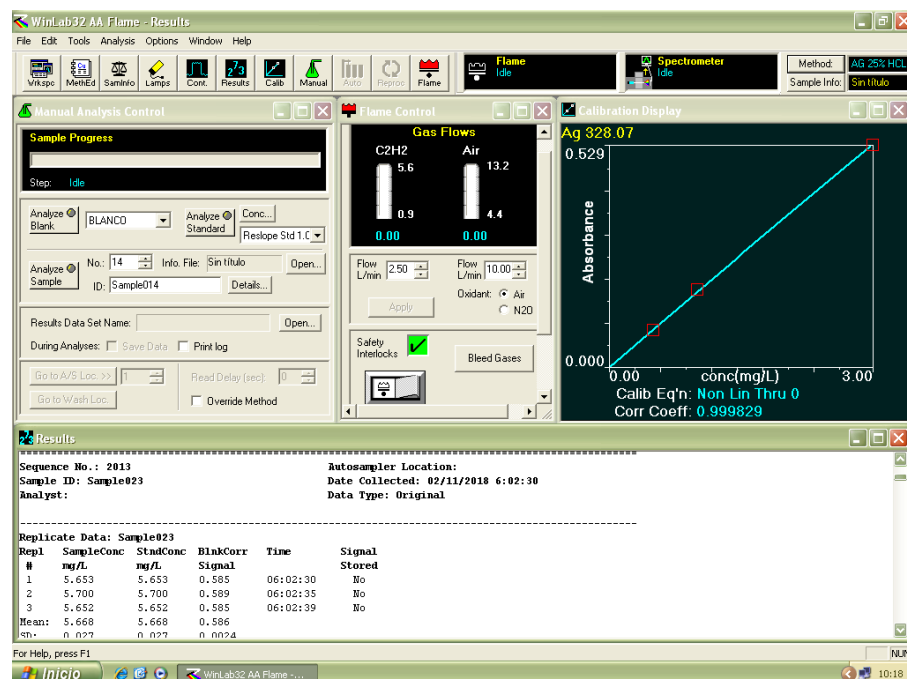 WinLab32 AA Flame - Results
File Edit Tools Analysis Options Window Help
Wrkspc MethEd SamInfo Lamps Cont. Results Calib Manual Auto Reproc Flame
Flame
Idle
Spectrometer
Idle
Method: AG 25% HCL
Sample Info: Sin título
Manual Analysis Control
Sample Progress
Step: Idle
Analyze Blank
BLANCO
Analyze Standard
Conc...
Reslope Std 1.0
Analyze Sample
No.: 14 Info. File: Sin título Open...
ID: Sample014 Details...
Results Data Set Name: Open...
During Analyses: Save Data Print log
Go to A/S Loc. >> 1 Read Delay (sec): 0
Go to Wash Loc. Override Method
Flame Control
Gas Flows
C2H2 Air
5.6 13.2
0.9 4.4
0.00 0.00
Flow L/min 2.50 Flow L/min 10.00
Apply
Oxidant: Air
N2O
Safety Interlocks
Bleed Gases
Calibration Display
Ag 328.07
0.529
Absorbance
0.000
0.00 conc(mg/L) 3.00
Calib Eq'n: Non Lin Thru 0
Corr Coeff: 0.999829
Results
Sequence No.: 2013 Autosampler Location:
Sample ID: Sample023 Date Collected: 02/11/2018 6:02:30
Analyst: Data Type: Original
Replicate Data: Sample023
Repl SampleConc StndConc BlnkCorr Time Signal
# mg/L mg/L Signal Stored
1 5.653 5.653 0.585 06:02:30 No
2 5.700 5.700 0.589 06:02:35 No
3 5.652 5.652 0.585 06:02:39 No
Mean: 5.668 5.668 0.586
SD: 0.027 0.027 0.0024
For Help, press F1
NUM
Inicio WinLab32 AA Flame -... 10:18